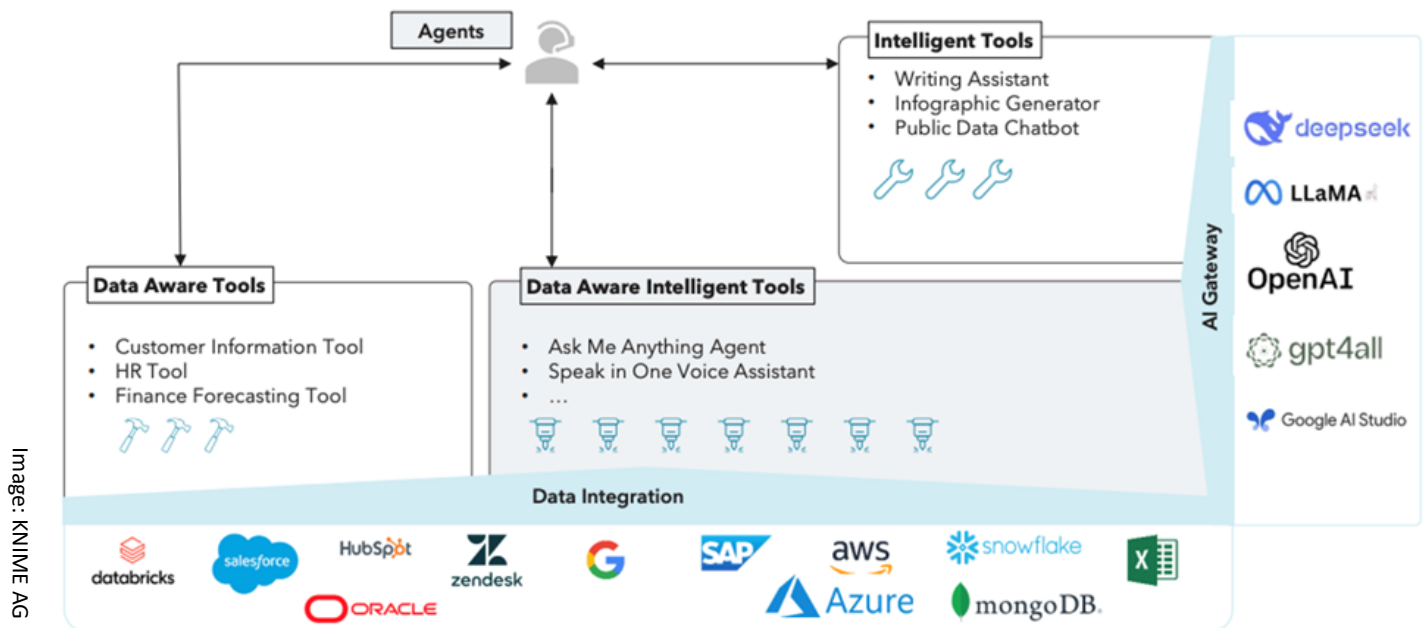 Agents
Intelligent Tools
• Writing Assistant
• Infographic Generator
• Public Data Chatbot
Data Aware Tools
• Customer Information Tool
• HR Tool
• Finance Forecasting Tool
Data Aware Intelligent Tools
• Ask Me Anything Agent
• Speak in One Voice Assistant
• ...
AI Gateway
deepseek
LLaMA
OpenAI
gpt4all
Google AI Studio
Data Integration
databricks
salesforce
HubSpot
zendesk
G
SAP
aws
snowflake
X
ORACLE
Azure
mongoDB.
Image: KNIME AG